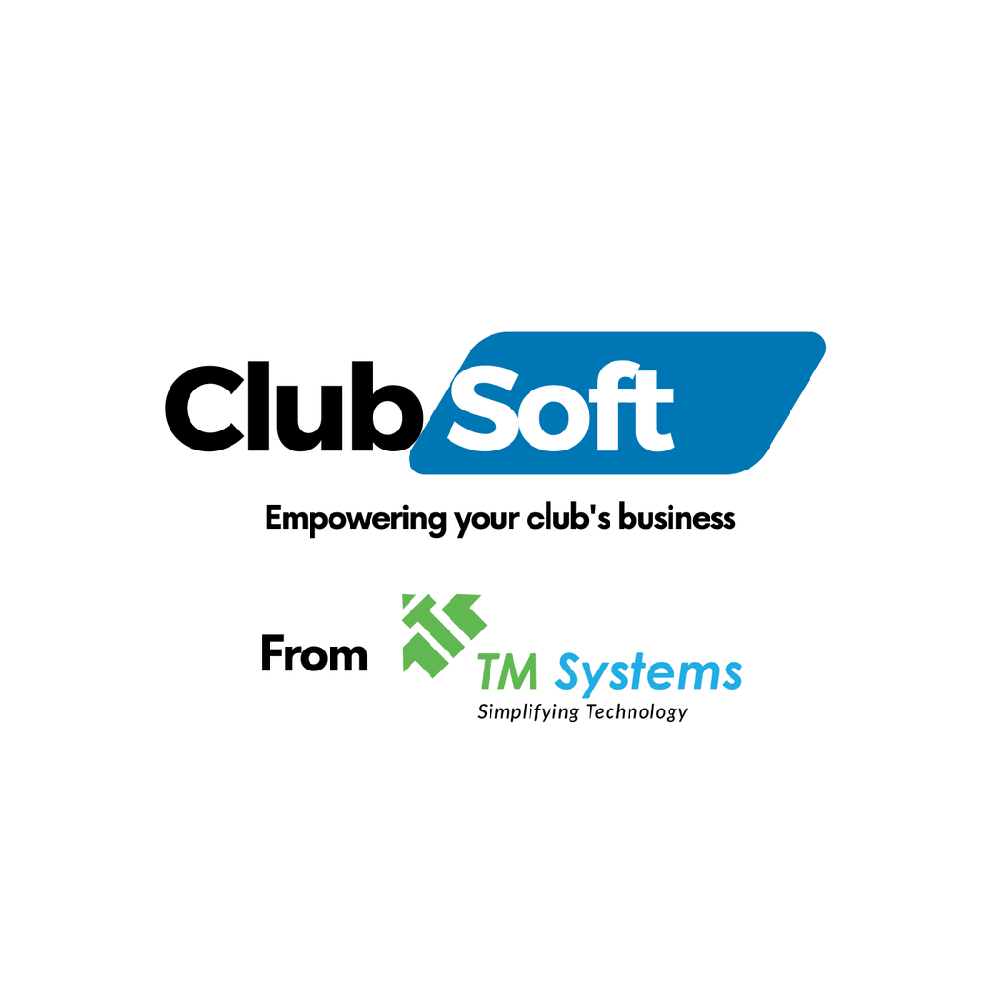 ClubSoft
Empowering your club's business
From
TM Systems
Simplifying Technology